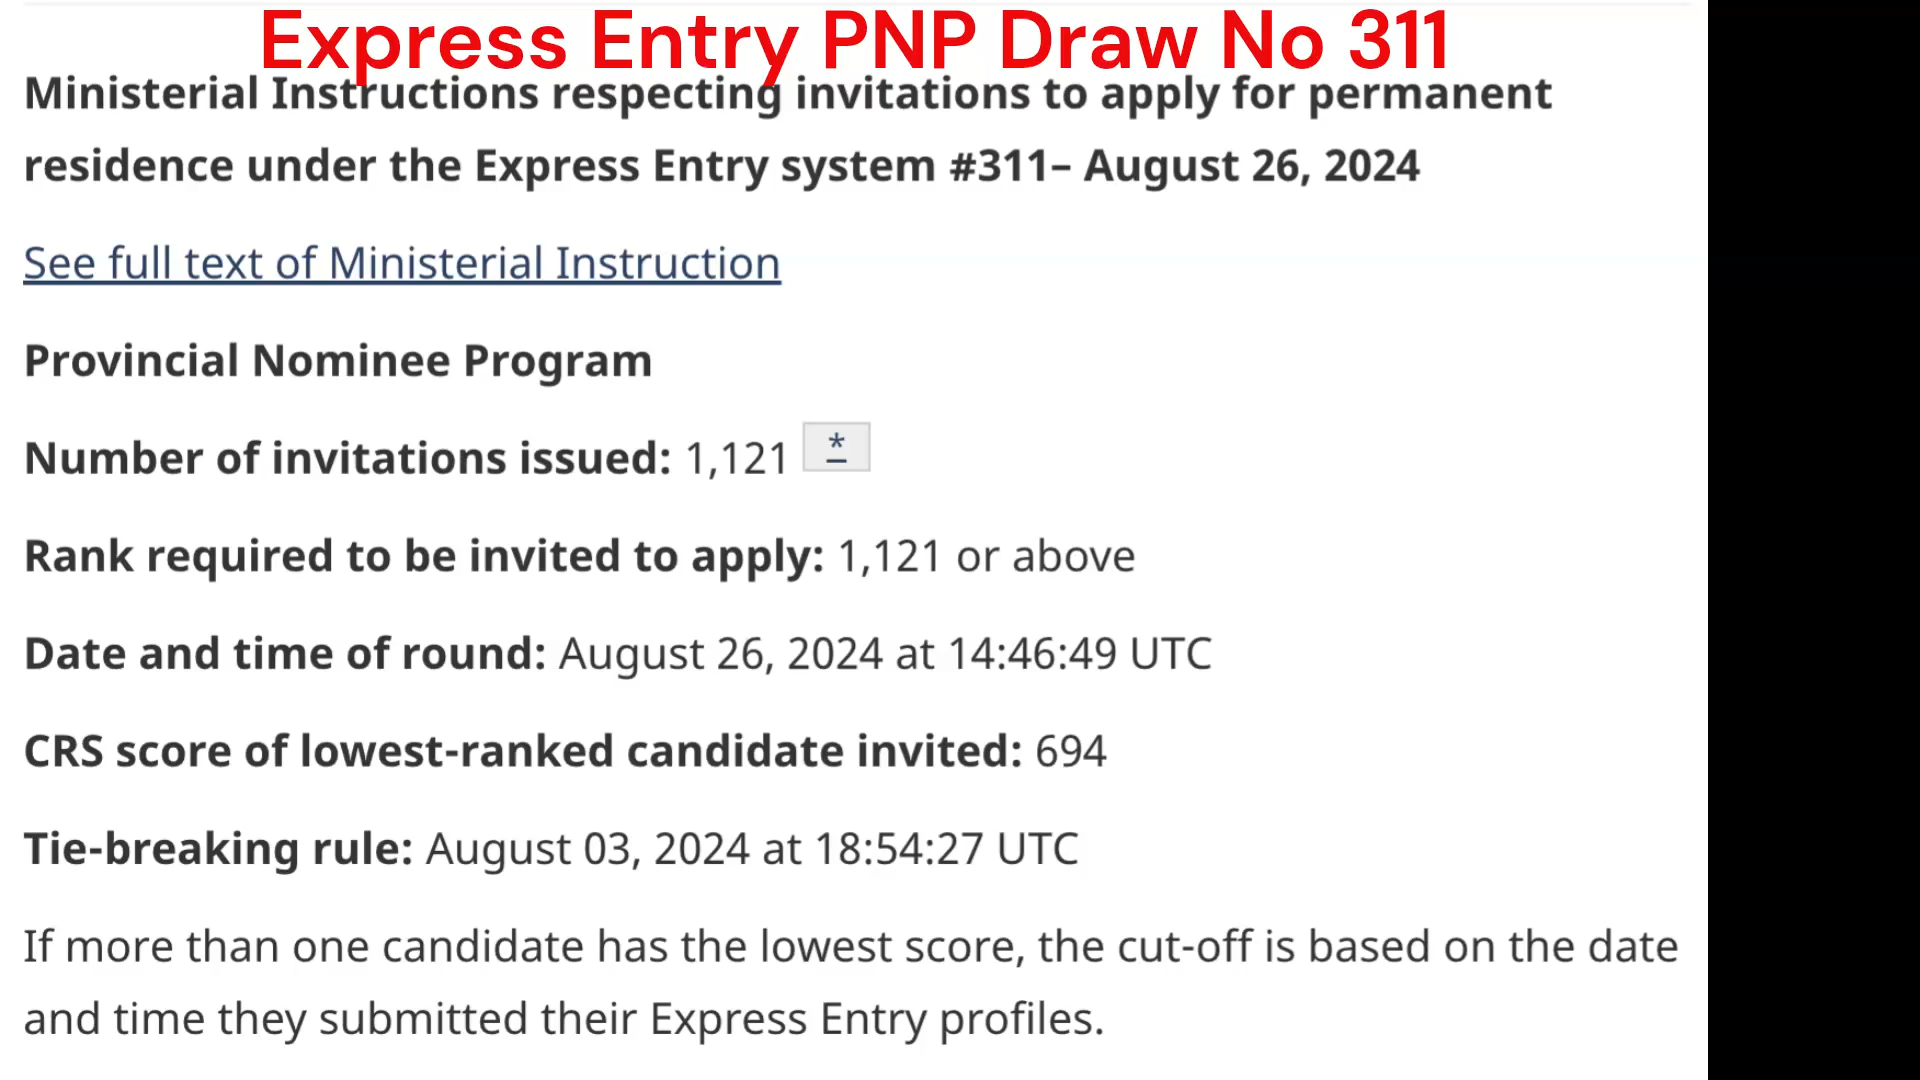 Express Entry PNP Draw No 311
Ministerial Instructions respecting invitations to apply for permanent
residence under the Express Entry system #311– August 26, 2024
See full text of Ministerial Instruction
Provincial Nominee Program
Number of invitations issued: 1,121 *
Rank required to be invited to apply: 1,121 or above
Date and time of round: August 26, 2024 at 14:46:49 UTC
CRS score of lowest-ranked candidate invited: 694
Tie-breaking rule: August 03, 2024 at 18:54:27 UTC
If more than one candidate has the lowest score, the cut-off is based on the date
and time they submitted their Express Entry profiles.